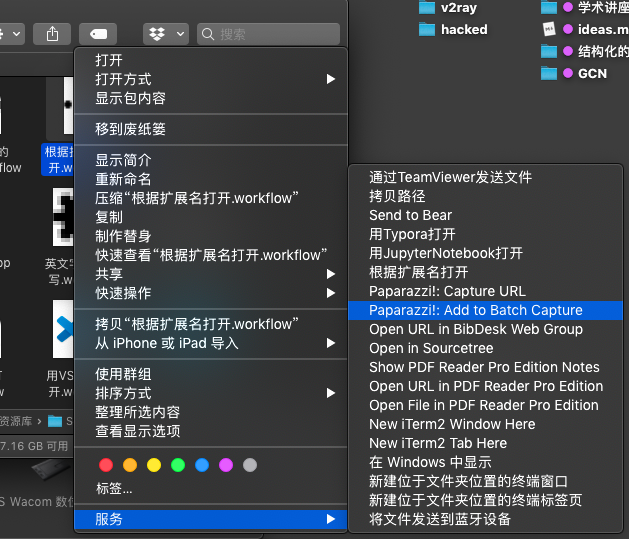 v2ray
学术讲座
hacked
ideas.m
结构化的
GCN
搜索
的
flow
根据扩
开.w
op
英文字
写.w
用VS
开.w
资源库
7.16 GB 可用
S Wacom 数位
打开
打开方式
显示包内容
移到废纸篓
显示简介
重新命名
压缩“根据扩展名打开.workflow”
复制
制作替身
快速查看“根据扩展名打开.workflow”
共享
快速操作
拷贝“根据扩展名打开.workflow”
从 iPhone 或 iPad 导入
使用群组
排序方式
整理所选内容
查看显示选项
标签...
服务
通过TeamViewer发送文件
拷贝路径
Send to Bear
用Typora打开
用JupyterNotebook打开
根据扩展名打开
Paparazzi!: Capture URL
Paparazzi!: Add to Batch Capture
Open URL in BibDesk Web Group
Open in Sourcetree
Show PDF Reader Pro Edition Notes
Open URL in PDF Reader Pro Edition
Open File in PDF Reader Pro Edition
New iTerm2 Window Here
New iTerm2 Tab Here
在 Windows 中显示
新建位于文件夹位置的终端窗口
新建位于文件夹位置的终端标签页
将文件发送到蓝牙设备